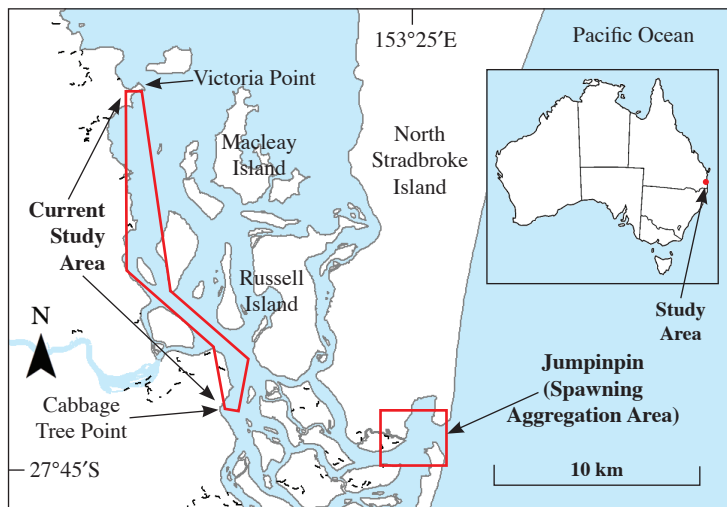 153°25′E
Pacific Ocean
Victoria Point
Macleay
Island
North
Stradbroke
Island
Current
Study
Area
Russell
Island
Study
Area
N
Jumpinpin
(Spawning
Aggregation Area)
Cabbage
Tree Point
27°45′S
10 km